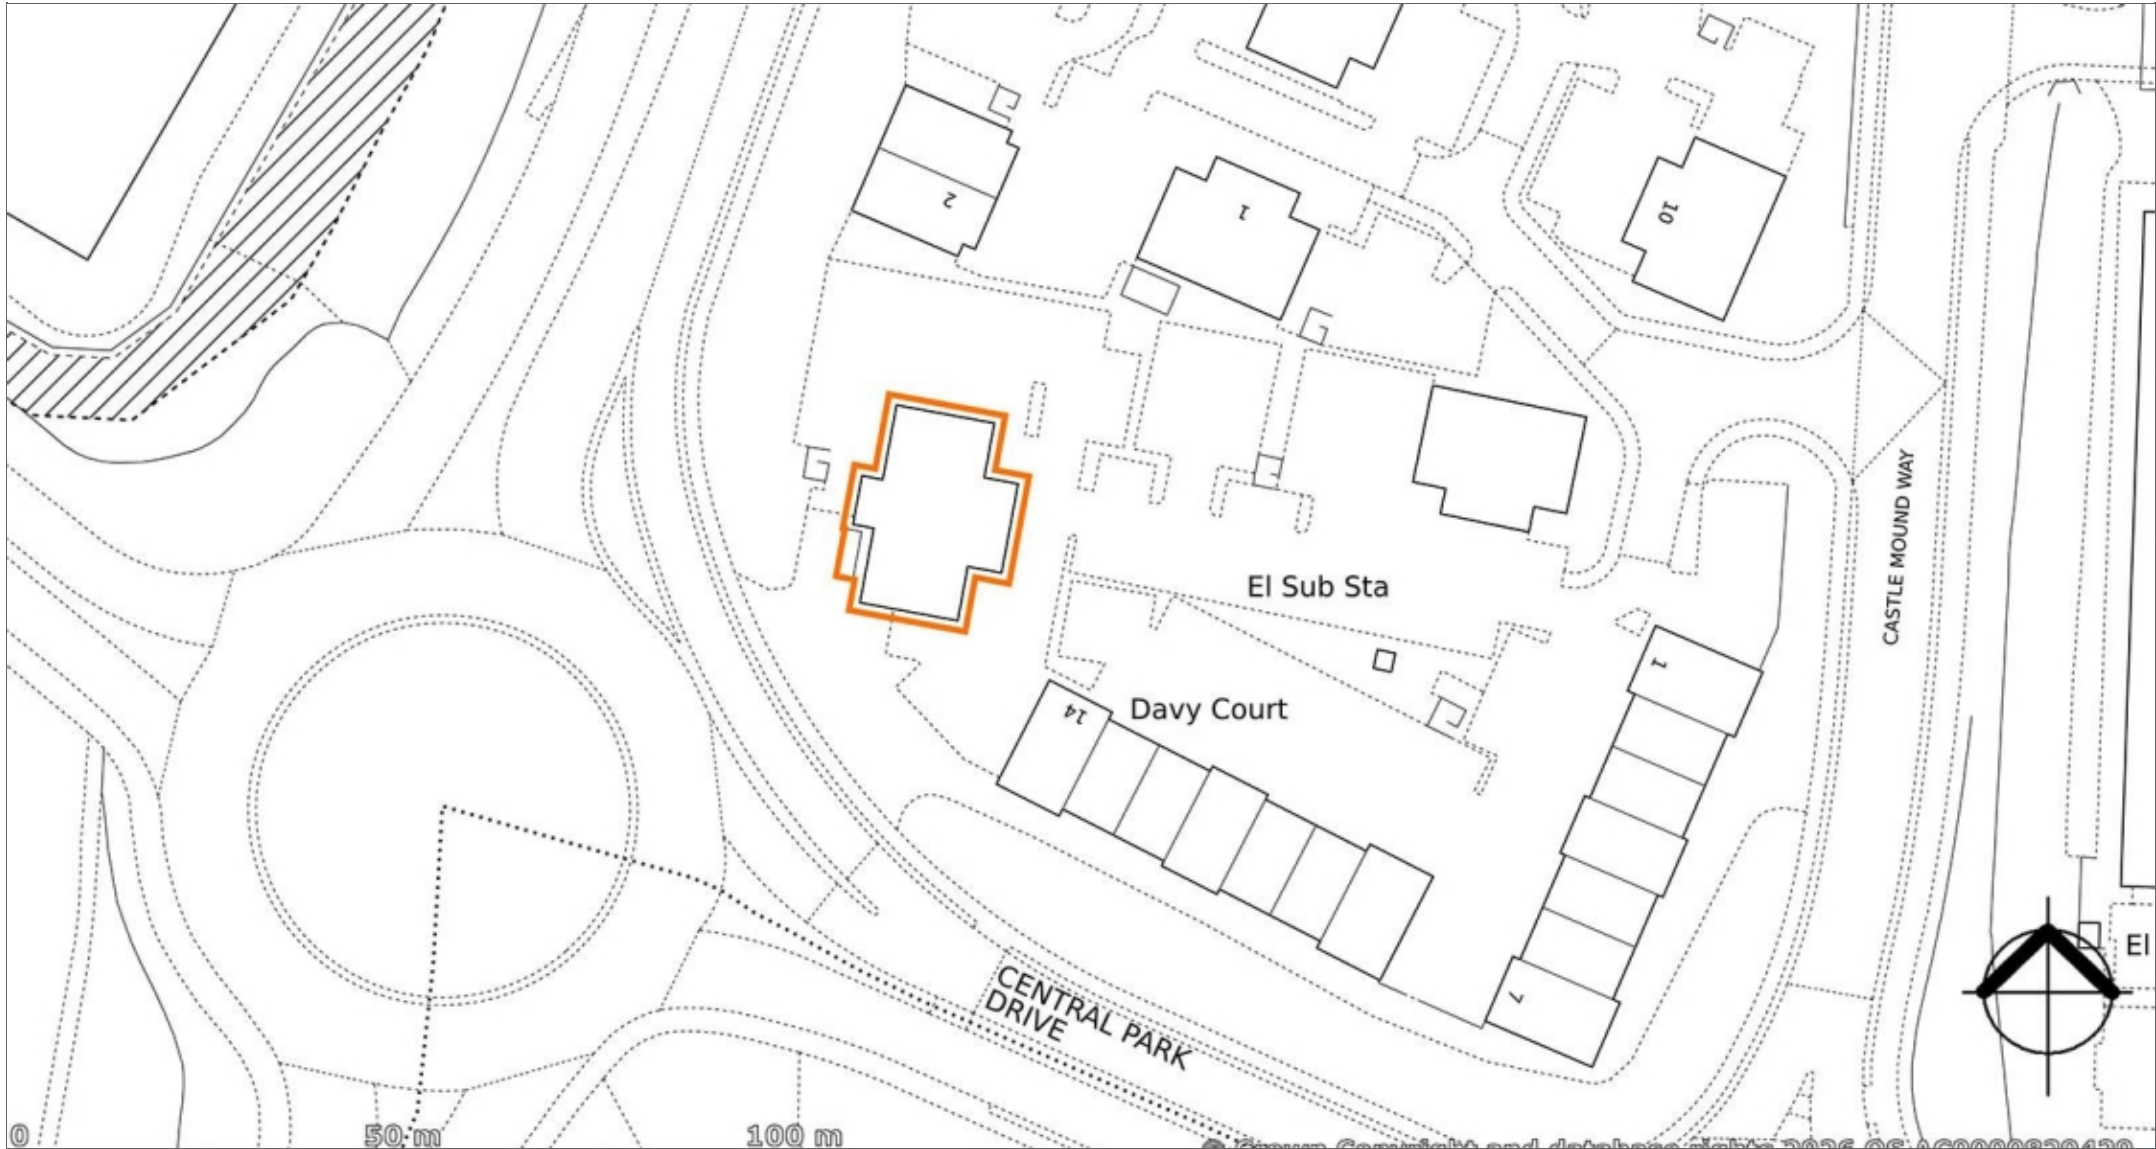 2
1
10
CASTLE MOUND WAY
El Sub Sta
1
14
Davy Court
El
7
CENTRAL PARK
DRIVE
0
50 m
100 m